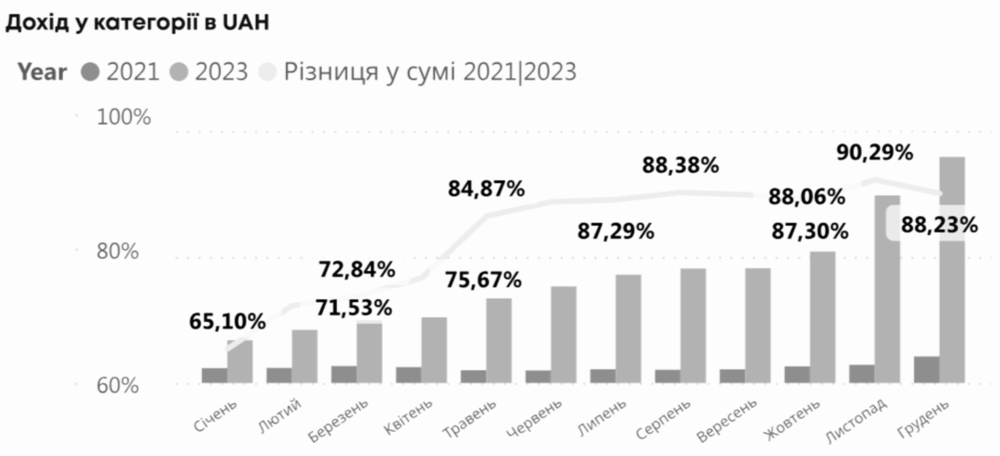 Дохід у категорії в UAH
Year 2021 2023 Різниця у сумі 2021|2023
100%
90,29%
88,38%
84,87%
88,06%
88,23%
87,29%
87,30%
80%
72,84%
75,67%
71,53%
65,10%
60%
Січень
Лютий
Березень
Квітень
Травень
Червень
Липень
Серпень
Вересень
Жовтень
Листопад
Грудень